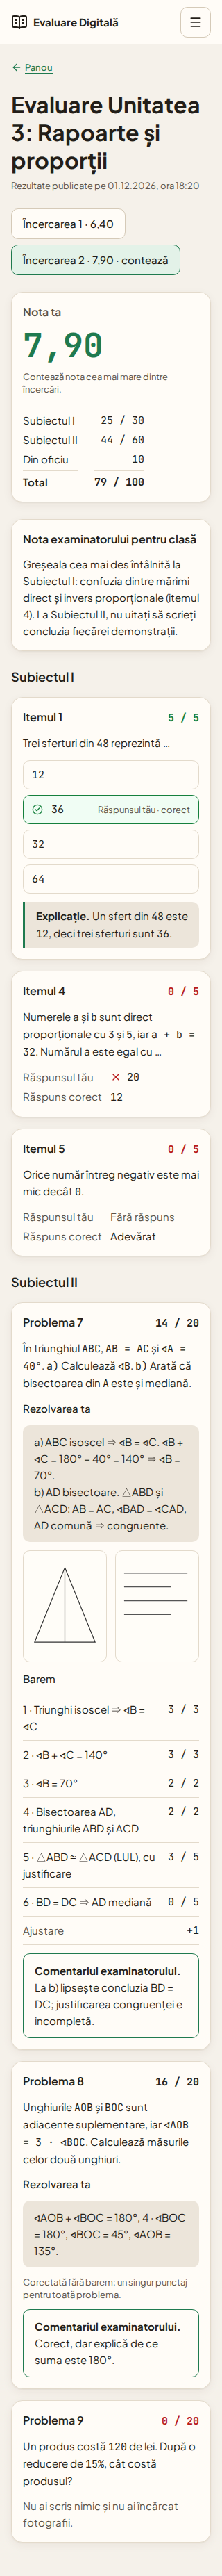 Evaluare Digitală
← Panou
Evaluare Unitatea
3: Rapoarte și
proporții
Rezultate publicate pe 01.12.2026, ora 18:20
Încercarea 1 · 6,40
Încercarea 2 · 7,90 · contează
Nota ta
7,90
Contează nota cea mai mare dintre
încercări.
Subiectul I 25 / 30
Subiectul II 44 / 60
Din oficiu 10
Total 79 / 100
Nota examinatorului pentru clasă
Greșeala cea mai des întâlnită la
Subiectul I: confuzia dintre mărimi
direct și invers proporționale (itemul
4). La Subiectul II, nu uitați să scrieți
concluzia fiecărei demonstrații.
Subiectul I
Itemul 1 5 / 5
Trei sferturi din 48 reprezintă …
12
36 Răspunsul tău · corect
32
64
Explicație. Un sfert din 48 este
12, deci trei sferturi sunt 36.
Itemul 4 0 / 5
Numerele a și b sunt direct
proporționale cu 3 și 5, iar a + b =
32. Numărul a este egal cu …
Răspunsul tău × 20
Răspuns corect 12
Itemul 5 0 / 5
Orice număr întreg negativ este mai
mic decât 0.
Răspunsul tău Fără răspuns
Răspuns corect Adevărat
Subiectul II
Problema 7 14 / 20
În triunghiul ABC, AB = AC și ∢A =
40°. a) Calculează ∢B. b) Arată că
bisectoarea din A este și mediană.
Rezolvarea ta
a) ABC isoscel ⇒ ∢B = ∢C. ∢B +
∢C = 180° − 40° = 140° ⇒ ∢B =
70°.
b) AD bisectoare. △ABD și
△ACD: AB = AC, ∢BAD = ∢CAD,
AD comună ⇒ congruente.
Barem
1 · Triunghi isoscel ⇒ ∢B = 3 / 3
∢C
2 · ∢B + ∢C = 140° 3 / 3
3 · ∢B = 70° 2 / 2
4 · Bisectoarea AD, 2 / 2
triunghiurile ABD și ACD
5 · △ABD ≅ △ACD (LUL), cu 3 / 5
justificare
6 · BD = DC ⇒ AD mediană 0 / 5
Ajustare +1
Comentariul examinatorului.
La b) lipsește concluzia BD =
DC; justificarea congruenței e
incompletă.
Problema 8 16 / 20
Unghiurile AOB și BOC sunt
adiacente suplementare, iar ∢AOB
= 3 · ∢BOC. Calculează măsurile
celor două unghiuri.
Rezolvarea ta
∢AOB + ∢BOC = 180°, 4 · ∢BOC
= 180°, ∢BOC = 45°, ∢AOB =
135°.
Corectată fără barem: un singur punctaj
pentru toată problema.
Comentariul examinatorului.
Corect, dar explică de ce
suma este 180°.
Problema 9 0 / 20
Un produs costă 120 de lei. După o
reducere de 15%, cât costă
produsul?
Nu ai scris nimic și nu ai încărcat
fotografii.